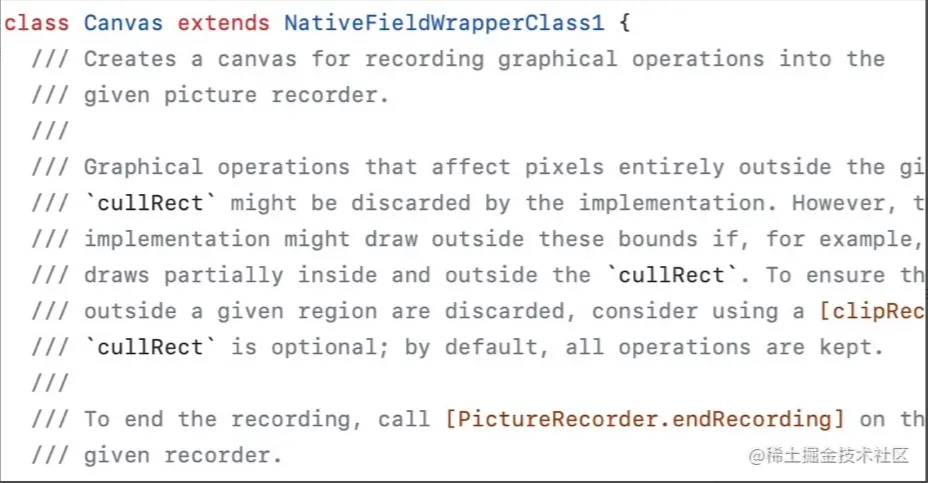 class Canvas extends NativeFieldWrapperClass1 {
/// Creates a canvas for recording graphical operations into the
/// given picture recorder.
///
/// Graphical operations that affect pixels entirely outside the gi
/// `cullRect` might be discarded by the implementation. However, t
/// implementation might draw outside these bounds if, for example,
/// draws partially inside and outside the `cullRect`. To ensure th
/// outside a given region are discarded, consider using a [clipRec
/// `cullRect` is optional; by default, all operations are kept.
///
/// To end the recording, call [PictureRecorder.endRecording] on th
/// given recorder.
@稀土掘金技术社区